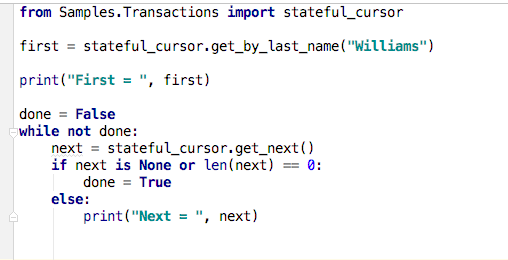 from Samples.Transactions import stateful_cursor
first = stateful_cursor.get_by_last_name("Williams")
print("First = ", first)
done = False
while not done:
next = stateful_cursor.get_next()
if next is None or len(next) == 0:
done = True
else:
print("Next = ", next)